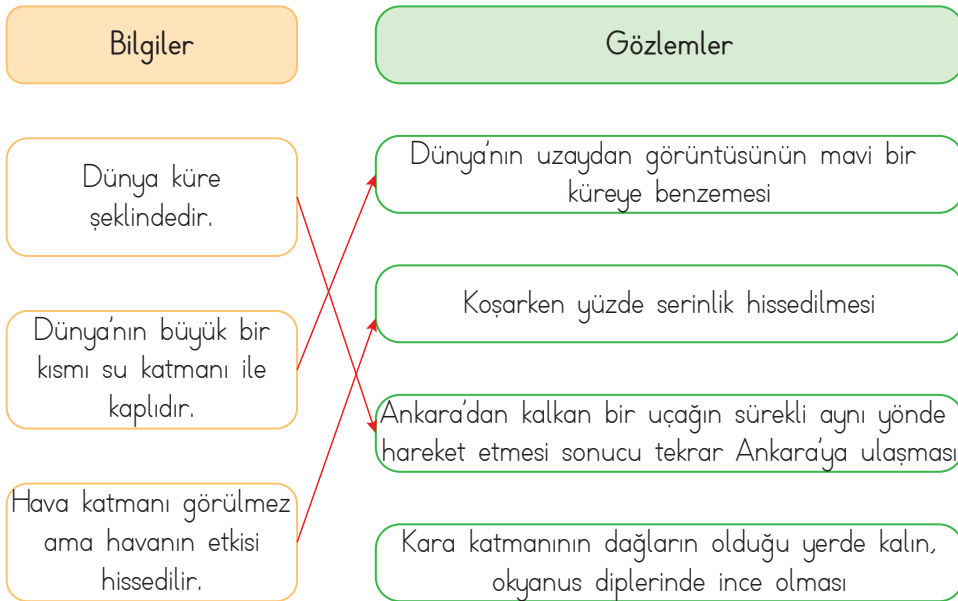 Bilgiler
Gözlemler
Dünya küre
şeklindedir.
Dünya'nın büyük bir
kısmı su katmanı ile
kaplıdır.
Hava katmanı görülmez
ama havanın etkisi
hissedilir.
Dünya'nın uzaydan görüntüsünün mavi bir
küreye benzemesi
Koşarken yüzde serinlik hissedilmesi
Ankara'dan kalkan bir uçağın sürekli aynı yönde
hareket etmesi sonucu tekrar Ankara'ya ulaşması
Kara katmanının dağların olduğu yerde kalın,
okyanus diplerinde ince olması